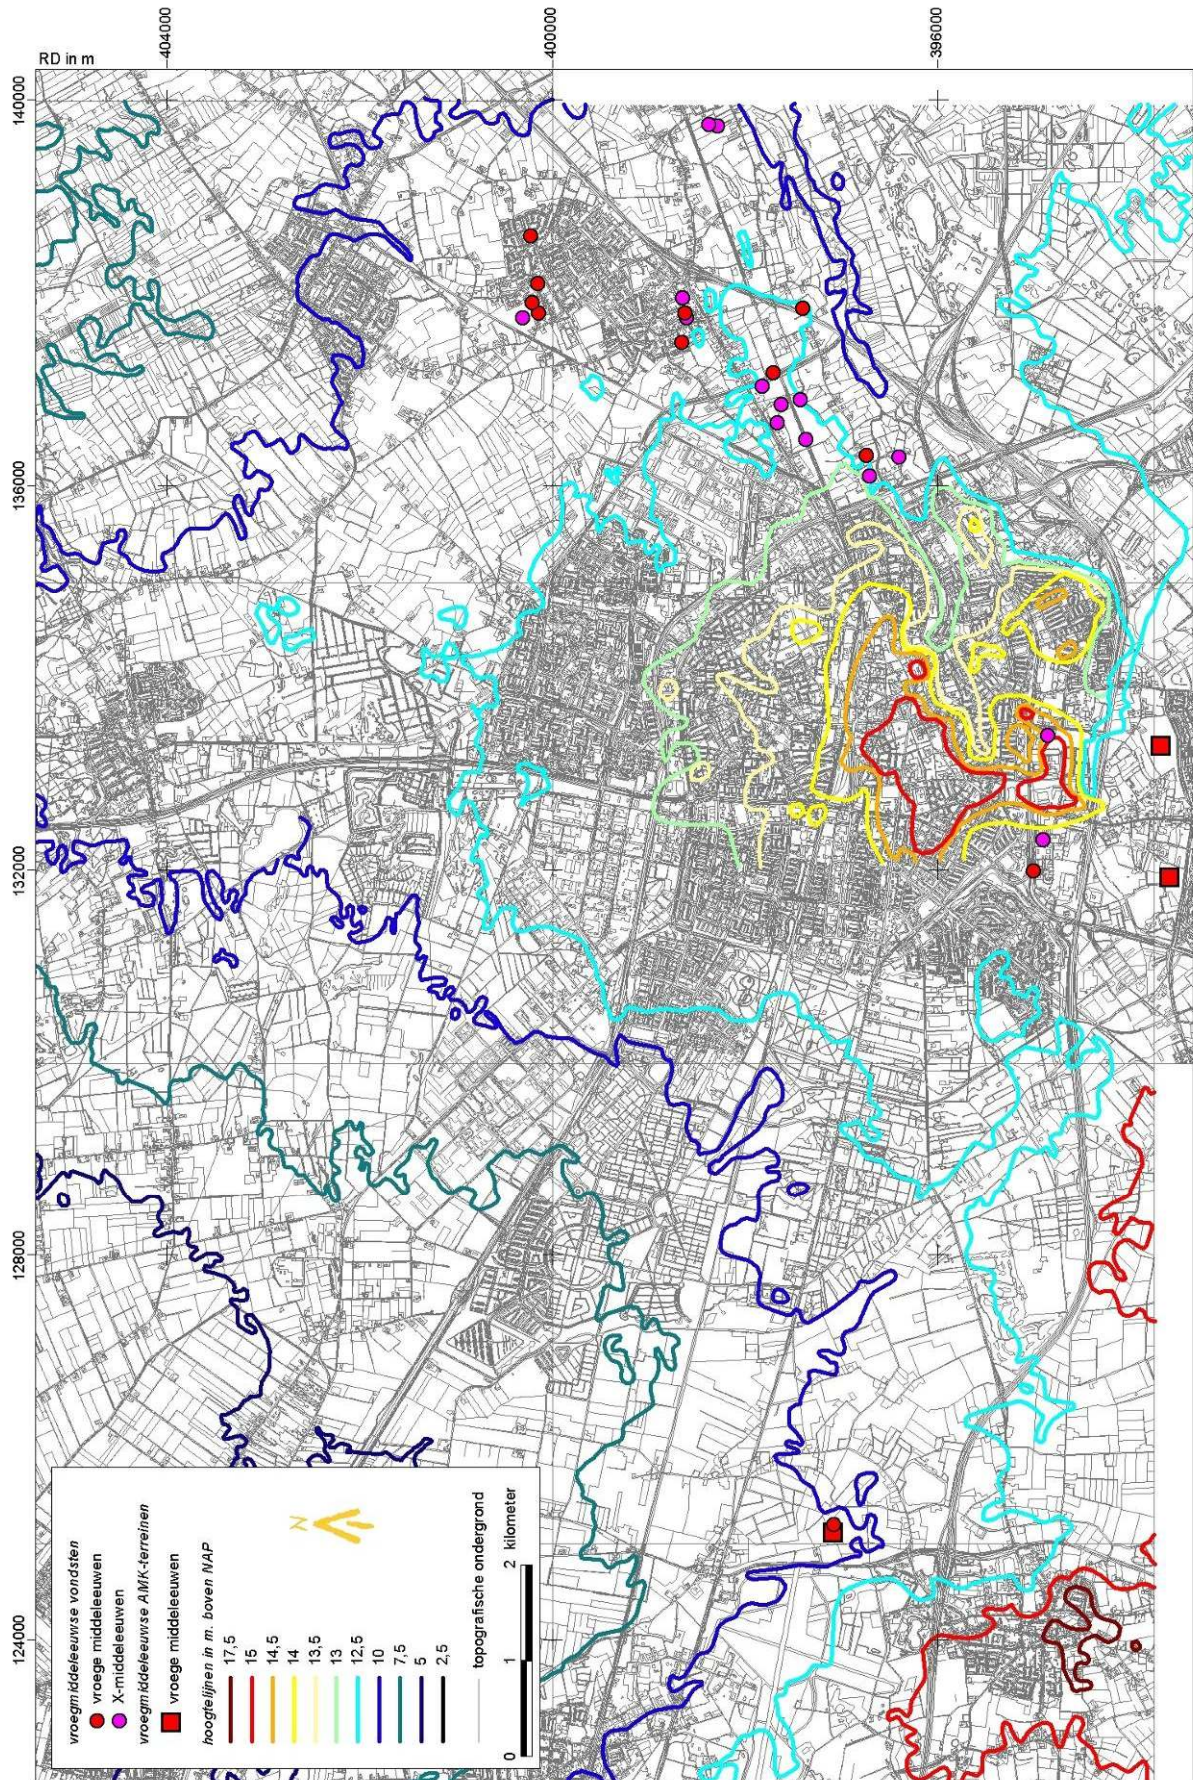 RD in m
404000
400000
396000
140000
136000
132000
128000
124000
vroegmiddeleeuwse vondsten
vroege middeleeuwen
X-middeleeuwen
vroegmiddeleeuwse AMK-terreinen
vroege middeleeuwen
hoogtelijnen in m. boven NAP
17,5
15
14,5
14
13,5
13
12,5
10
7,5
5
2,5
topografische ondergrond
0 1 2 kilometer
N